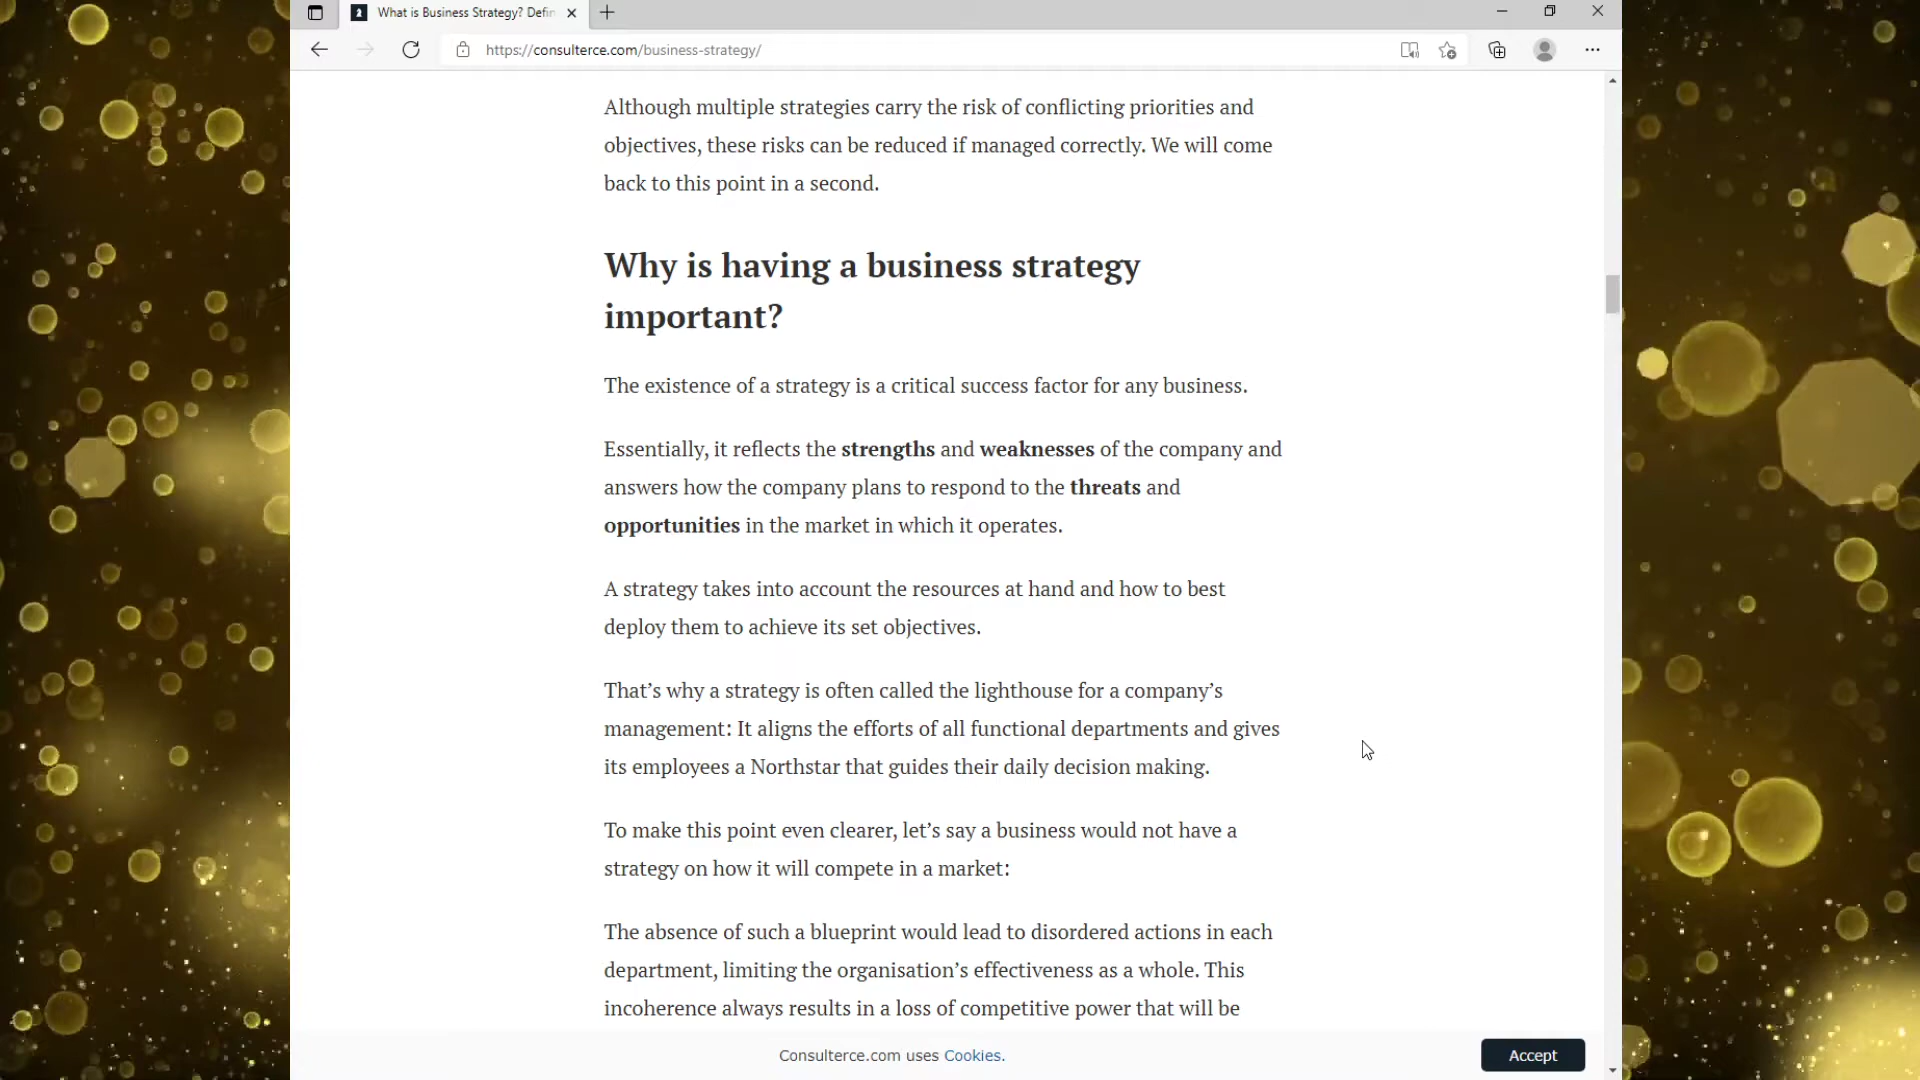 What is Business Strategy? Defin
https://consulterce.com/business-strategy/
Although multiple strategies carry the risk of conflicting priorities and
objectives, these risks can be reduced if managed correctly. We will come
back to this point in a second.
Why is having a business strategy
important?
The existence of a strategy is a critical success factor for any business.
Essentially, it reflects the strengths and weaknesses of the company and
answers how the company plans to respond to the threats and
opportunities in the market in which it operates.
A strategy takes into account the resources at hand and how to best
deploy them to achieve its set objectives.
That’s why a strategy is often called the lighthouse for a company’s
management: It aligns the efforts of all functional departments and gives
its employees a Northstar that guides their daily decision making.
To make this point even clearer, let’s say a business would not have a
strategy on how it will compete in a market:
The absence of such a blueprint would lead to disordered actions in each
department, limiting the organisation’s effectiveness as a whole. This
incoherence always results in a loss of competitive power that will be
Consulterce.com uses Cookies.
Accept